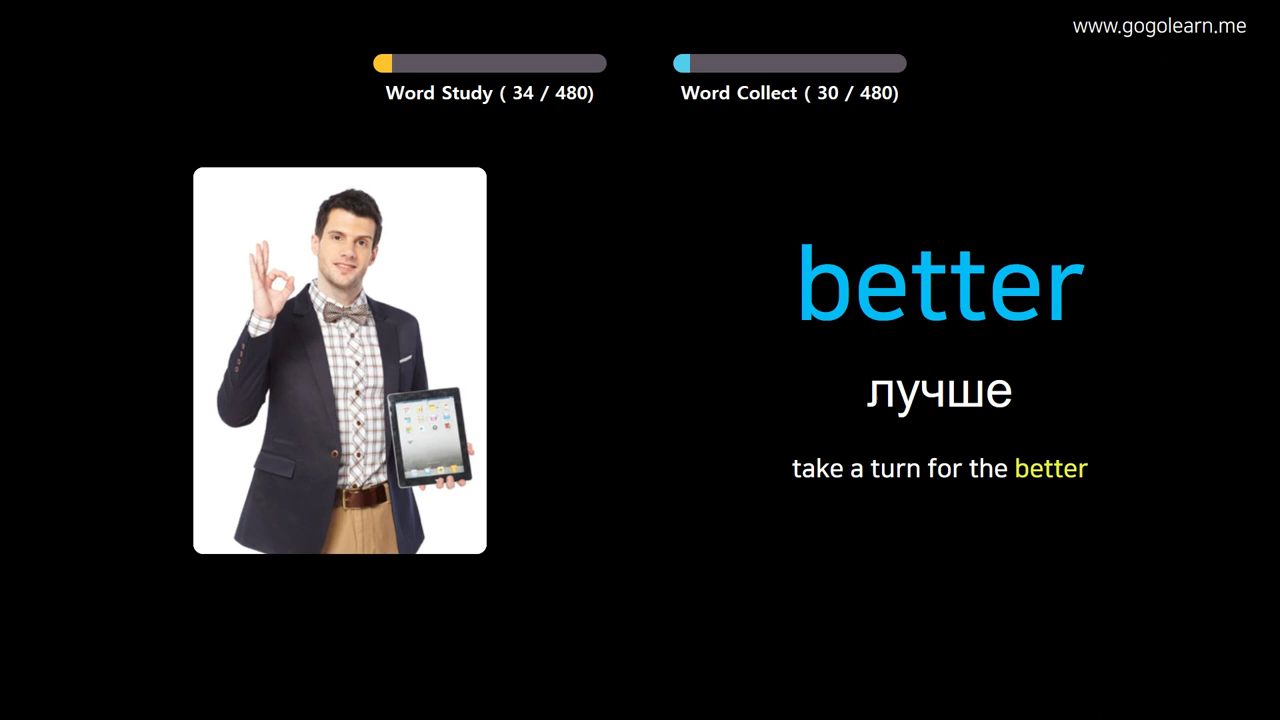 www.gogolearn.me
Word Study ( 34 / 480)
Word Collect ( 30 / 480)
better
лучше
take a turn for the better